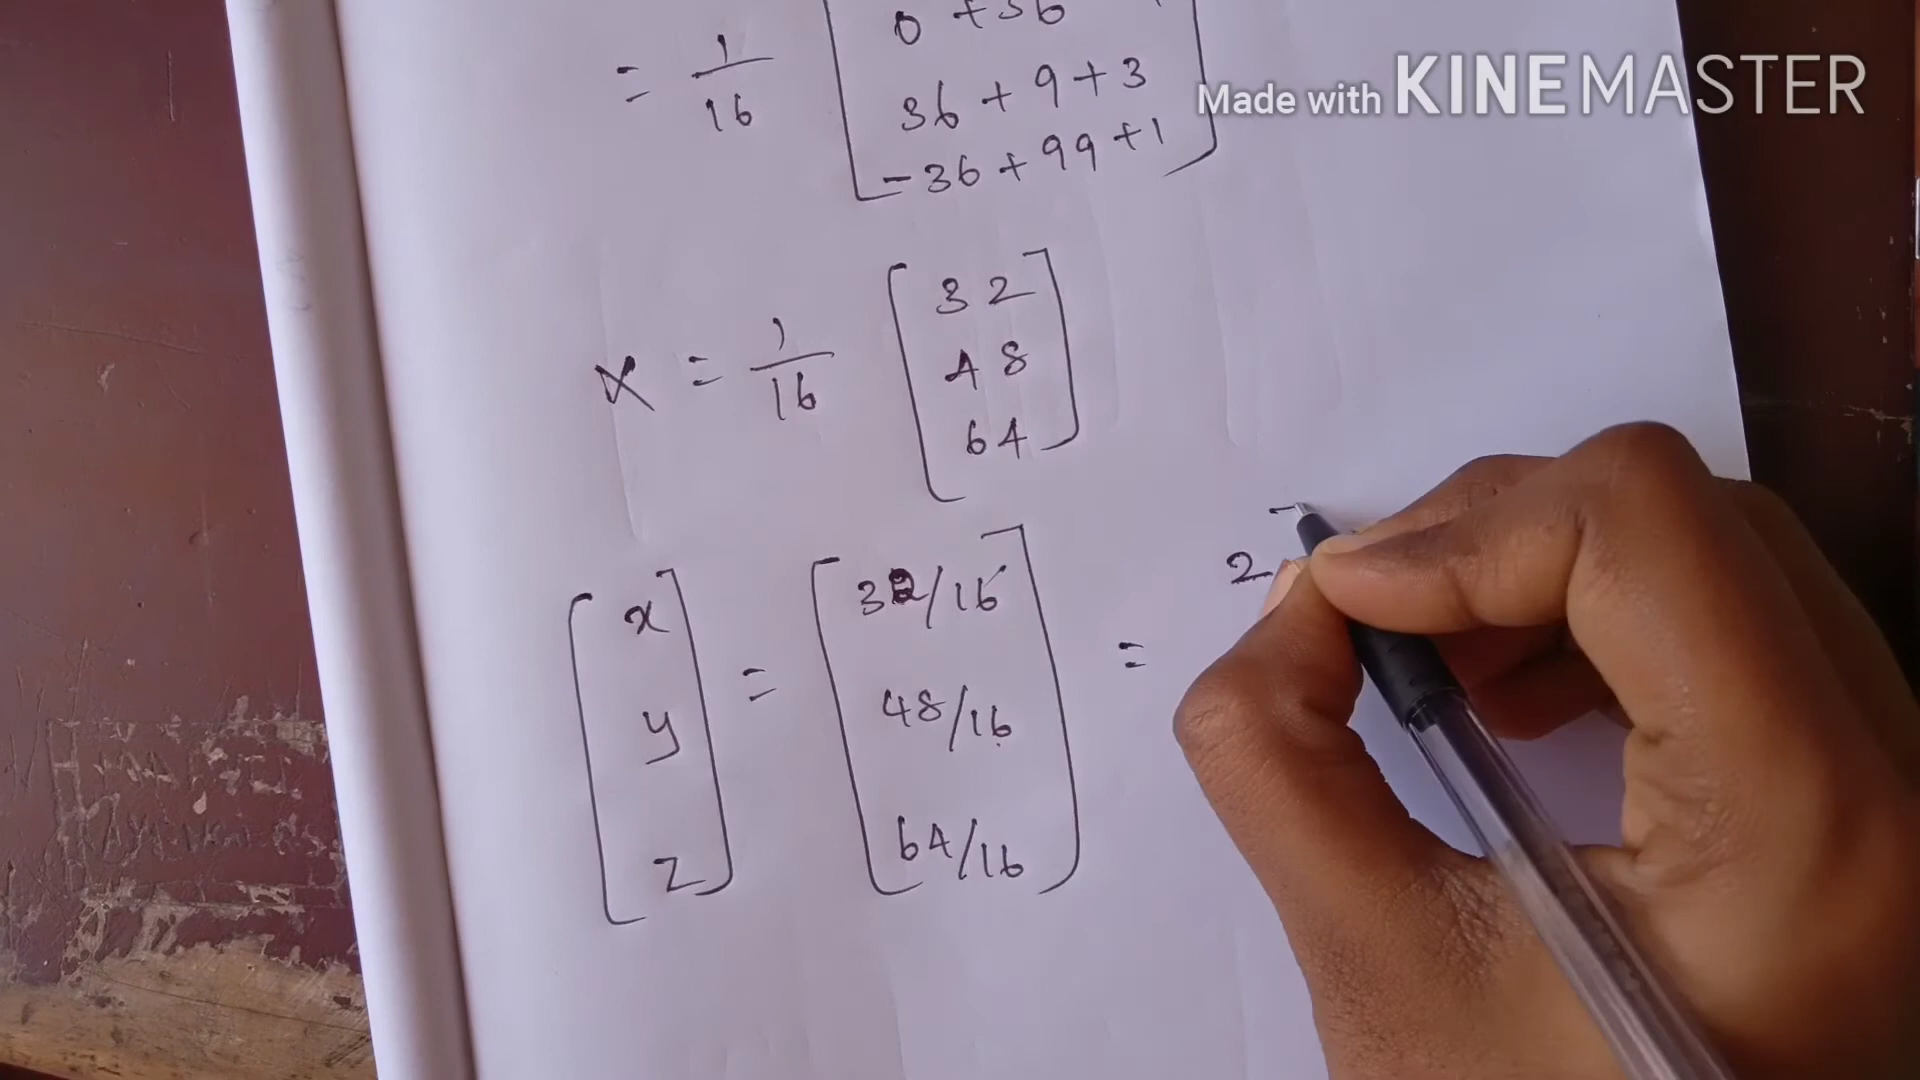 = 1/16 [ 0 + 36
36 + 9 + 3
-36 + 99 + 1 ]
Made with KINEMASTER
X = 1/16 [ 32
48
64 ]
[ x y z ] = [ 32/16
48/16
64/16 ] = 2